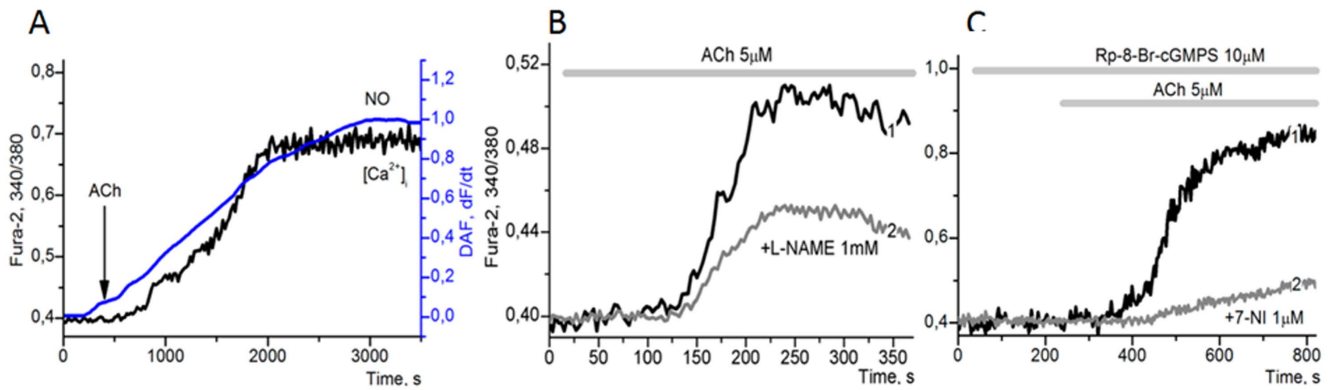 A
Fura-2, 340/380
0,8
0,7
0,6
0,5
0,4
ACh
NO
[Ca2+]i
1,2
1,0
0,8
0,6
0,4
0,2
0,0
DAF, dF/dt
0 1000 2000 3000
Time, s
B
Fura-2, 340/380
0,52
0,48
0,44
0,40
ACh 5μM
1
2
+L-NAME 1mM
0 50 100 150 200 250 300 350
Time, s
C
1,0
0,8
0,6
0,4
Rp-8-Br-cGMPS 10μM
ACh 5μM
1
2
+7-NI 1μM
0 200 400 600 800
Time, s